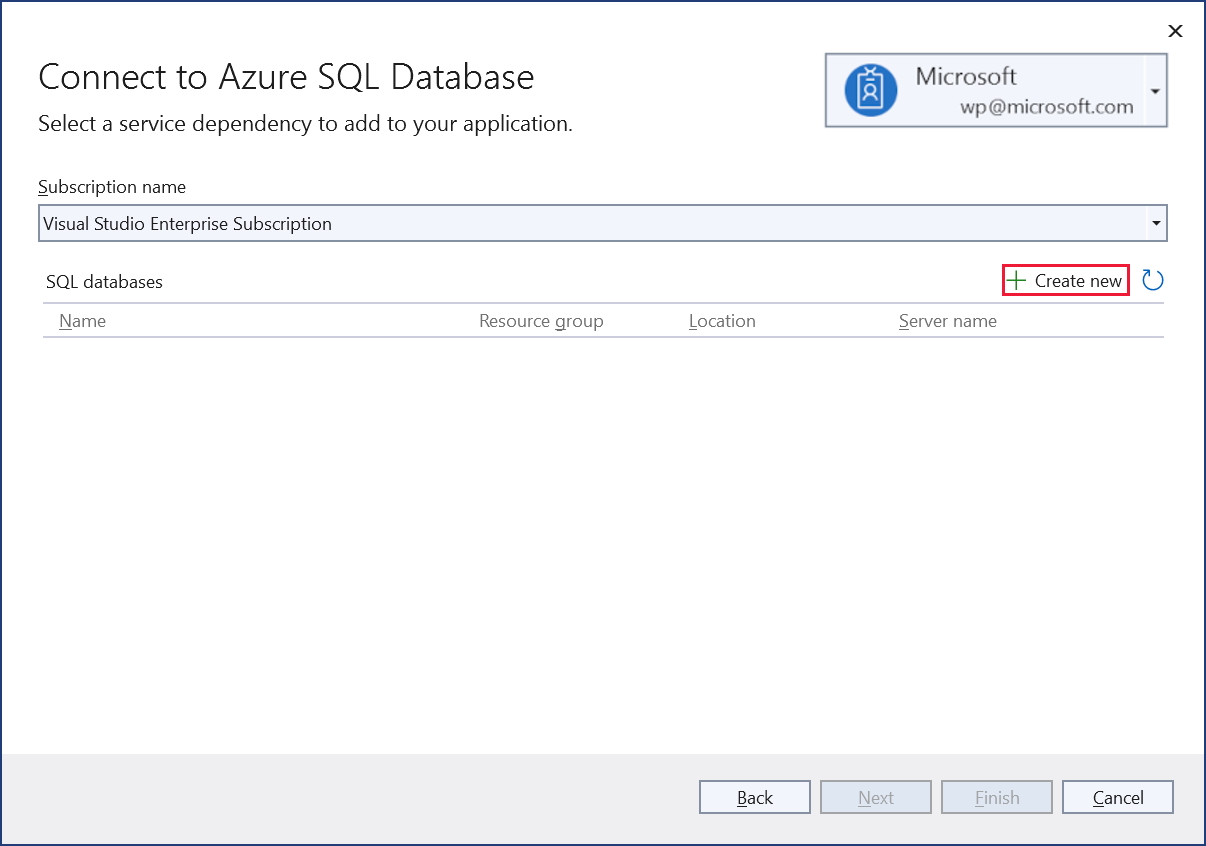 Connect to Azure SQL Database
Select a service dependency to add to your application.
Microsoft
wp@microsoft.com
Subscription name
Visual Studio Enterprise Subscription
SQL databases
Create new
Name Resource group Location Server name
Back Next Finish Cancel